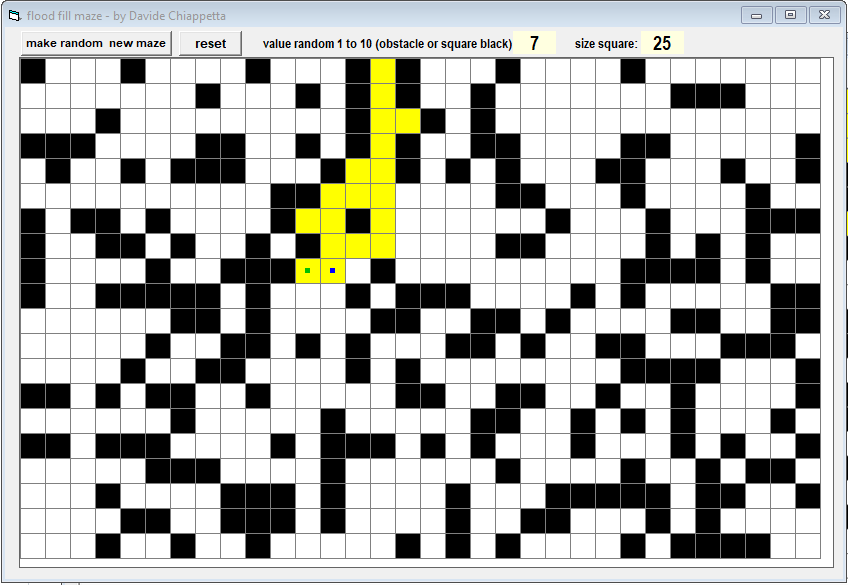 flood fill maze - by Davide Chiappetta
make random  new maze reset value random 1 to 10 (obstacle or square black) 7 size square: 25